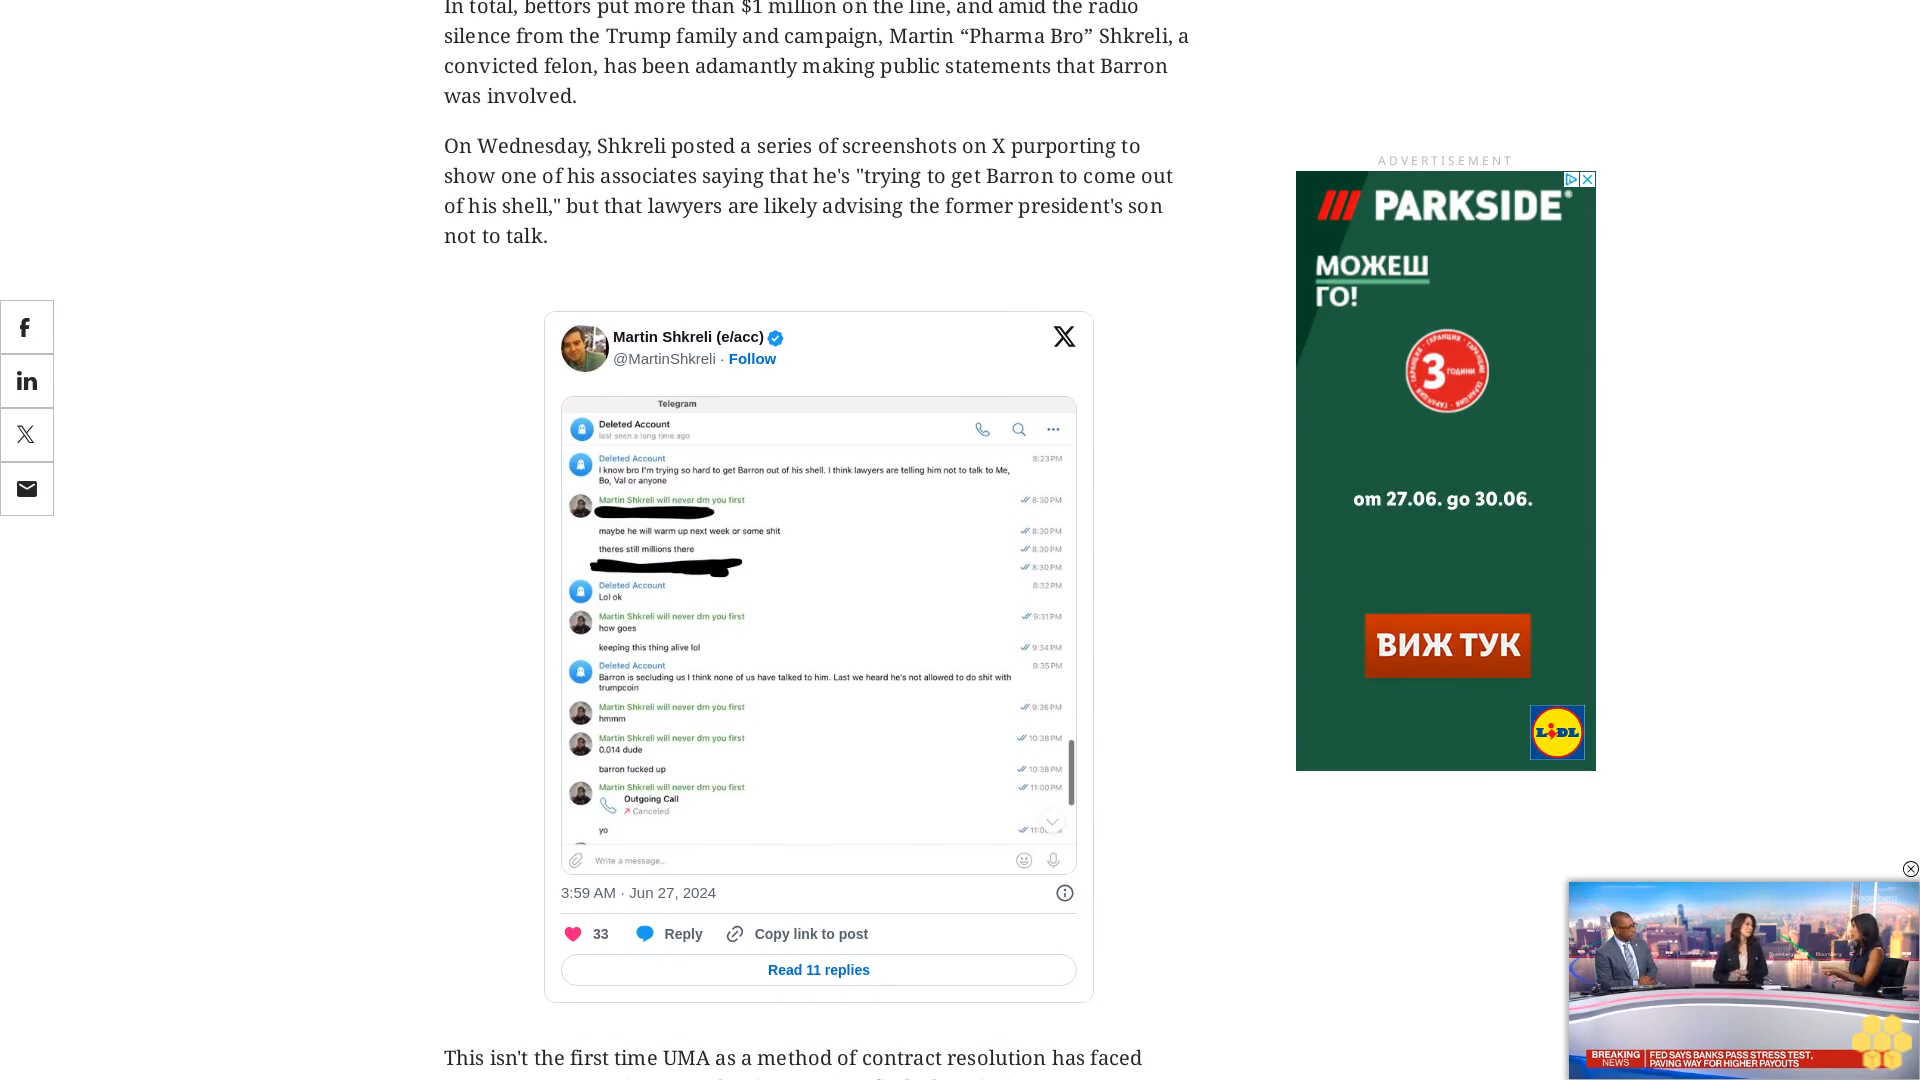 In total, bettors put more than $1 million on the line, and amid the radio
silence from the Trump family and campaign, Martin “Pharma Bro” Shkreli, a
convicted felon, has been adamantly making public statements that Barron
was involved.
On Wednesday, Shkreli posted a series of screenshots on X purporting to
show one of his associates saying that he's "trying to get Barron to come out
of his shell," but that lawyers are likely advising the former president's son
not to talk.
Martin Shkreli (e/acc)
@MartinShkreli · Follow
Telegram
Deleted Account
last seen a long time ago
Deleted Account 8:23 PM
I know bro I'm trying so hard to get Barron out of his shell. I think lawyers are telling him not to talk to Me,
Bo, Val or anyone
Martin Shkreli will never dm you first 8:30 PM
maybe he will warm up next week or some shit 8:30 PM
theres still millions there 8:30 PM
8:30 PM
Deleted Account 8:32 PM
Lol ok
Martin Shkreli will never dm you first 9:31 PM
how goes
keeping this thing alive lol 9:34 PM
Deleted Account 9:35 PM
Barron is secluding us I think none of us have talked to him. Last we heard he's not allowed to do shit with
trumpcoin
Martin Shkreli will never dm you first 9:36 PM
hmmm
Martin Shkreli will never dm you first 10:38 PM
0.014 dude
barron fucked up 10:38 PM
Martin Shkreli will never dm you first 11:00 PM
Outgoing Call
Canceled
yo
Write a message...
3:59 AM · Jun 27, 2024
33 Reply Copy link to post
Read 11 replies
This isn't the first time UMA as a method of contract resolution has faced
ADVERTISEMENT
PARKSIDE®
МОЖЕШ
ГО!
3 ГОДИНИ
от 27.06. до 30.06.
ВИЖ ТУК
LIDL
Bloomberg
BREAKING NEWS
FED SAYS BANKS PASS STRESS TEST,
PAVING WAY FOR HIGHER PAYOUTS